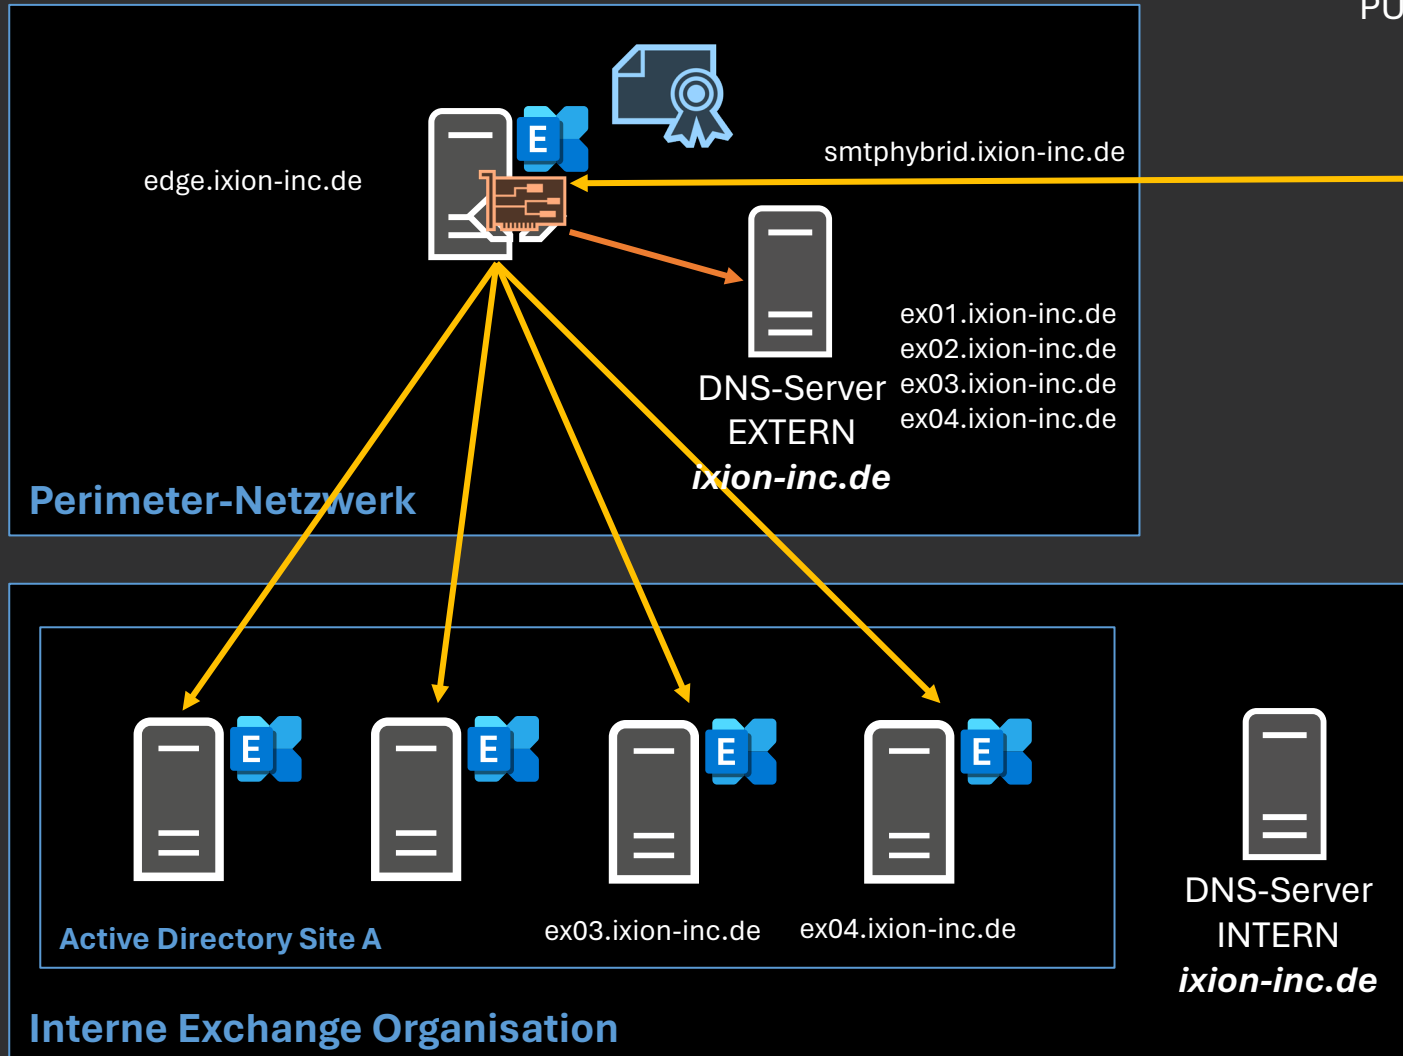 PU
smtphybrid.ixion-inc.de
E
edge.ixion-inc.de
ex01.ixion-inc.de
ex02.ixion-inc.de
ex03.ixion-inc.de
ex04.ixion-inc.de
DNS-Server
EXTERN
ixion-inc.de
Perimeter-Netzwerk
E
E
E
E
ex03.ixion-inc.de
ex04.ixion-inc.de
Active Directory Site A
DNS-Server
INTERN
ixion-inc.de
Interne Exchange Organisation